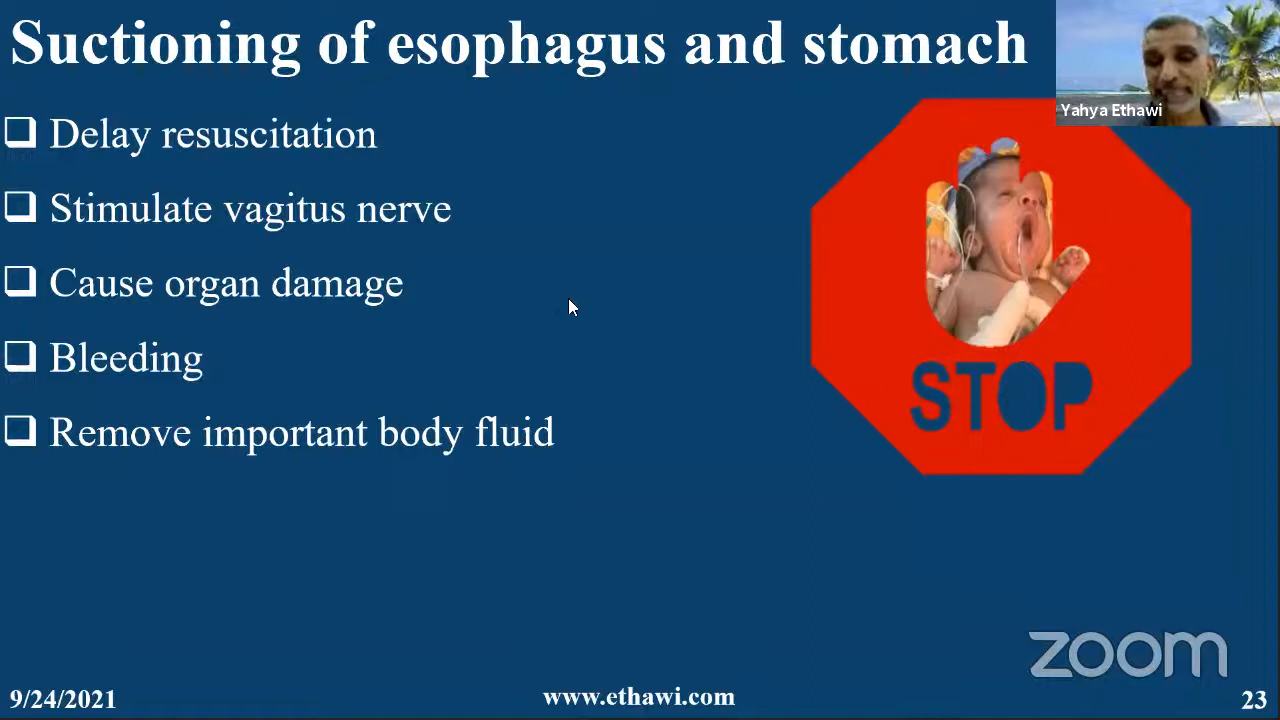 Suctioning of esophagus and stomach
Yahya Ethawi
Delay resuscitation
Stimulate vagitus nerve
Cause organ damage
Bleeding
Remove important body fluid
STOP
zoom
9/24/2021
www.ethawi.com
23